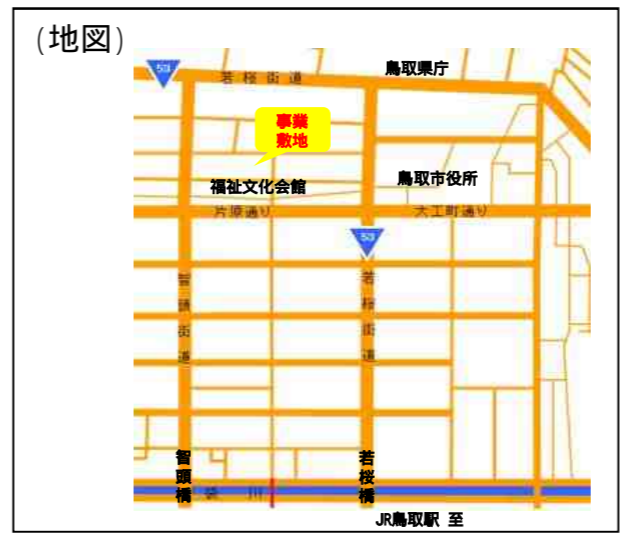 (地図)
53
若桜街道
鳥取県庁
事業
敷地
福祉文化会館
鳥取市役所
片原通り
大工町通り
53
智頭街道
若桜街道
智頭橋
若桜橋
袋川
JR鳥取駅 至